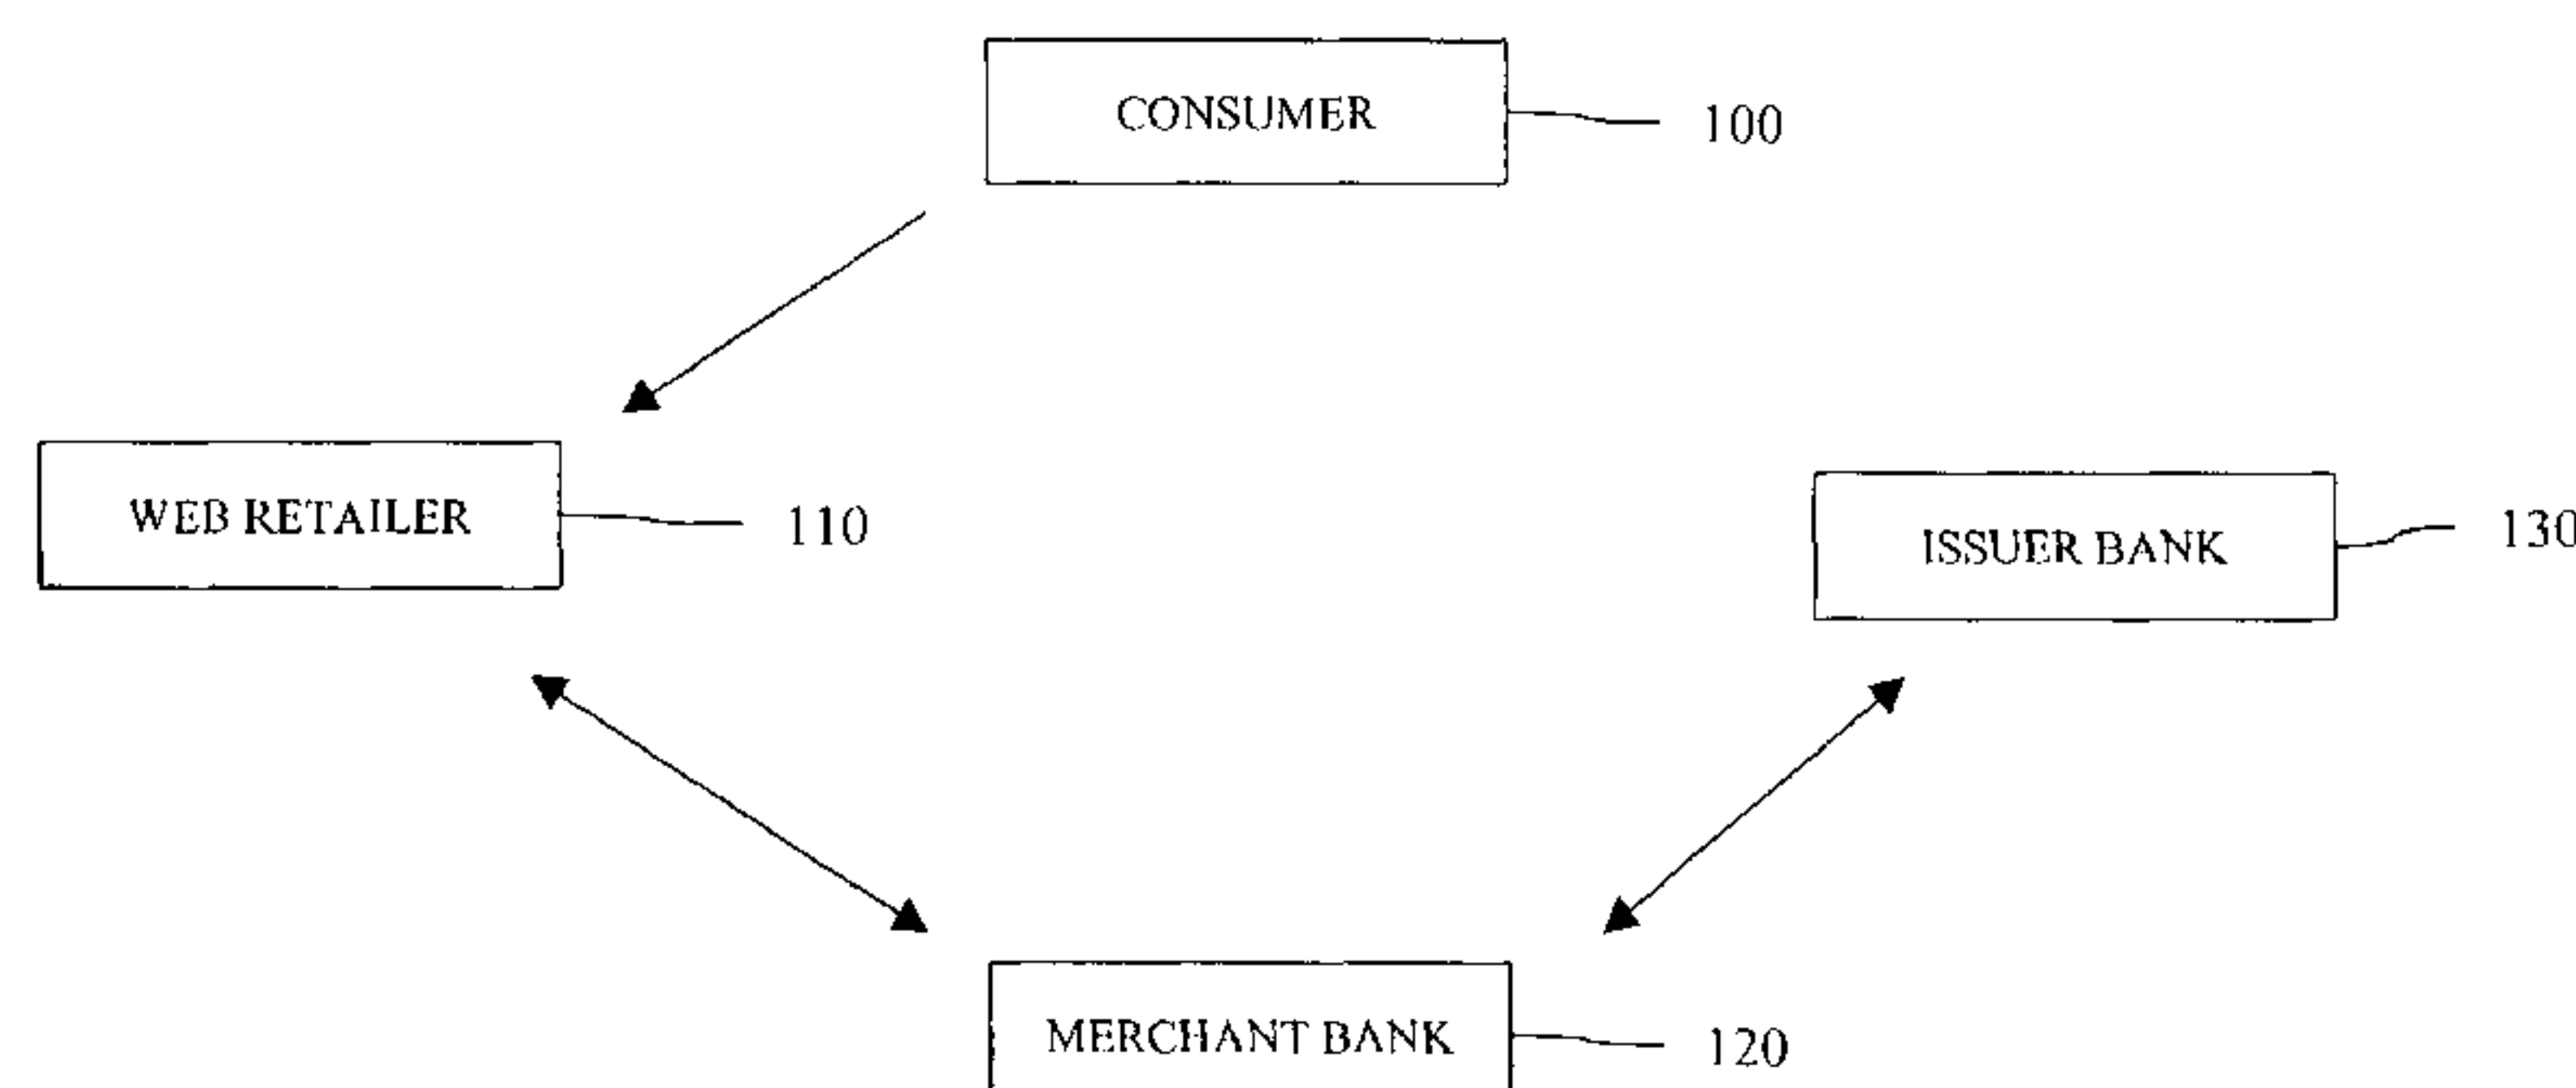 CONSUMER
100
WEB RETAILER
110
ISSUER BANK
130
MERCHANT BANK
120